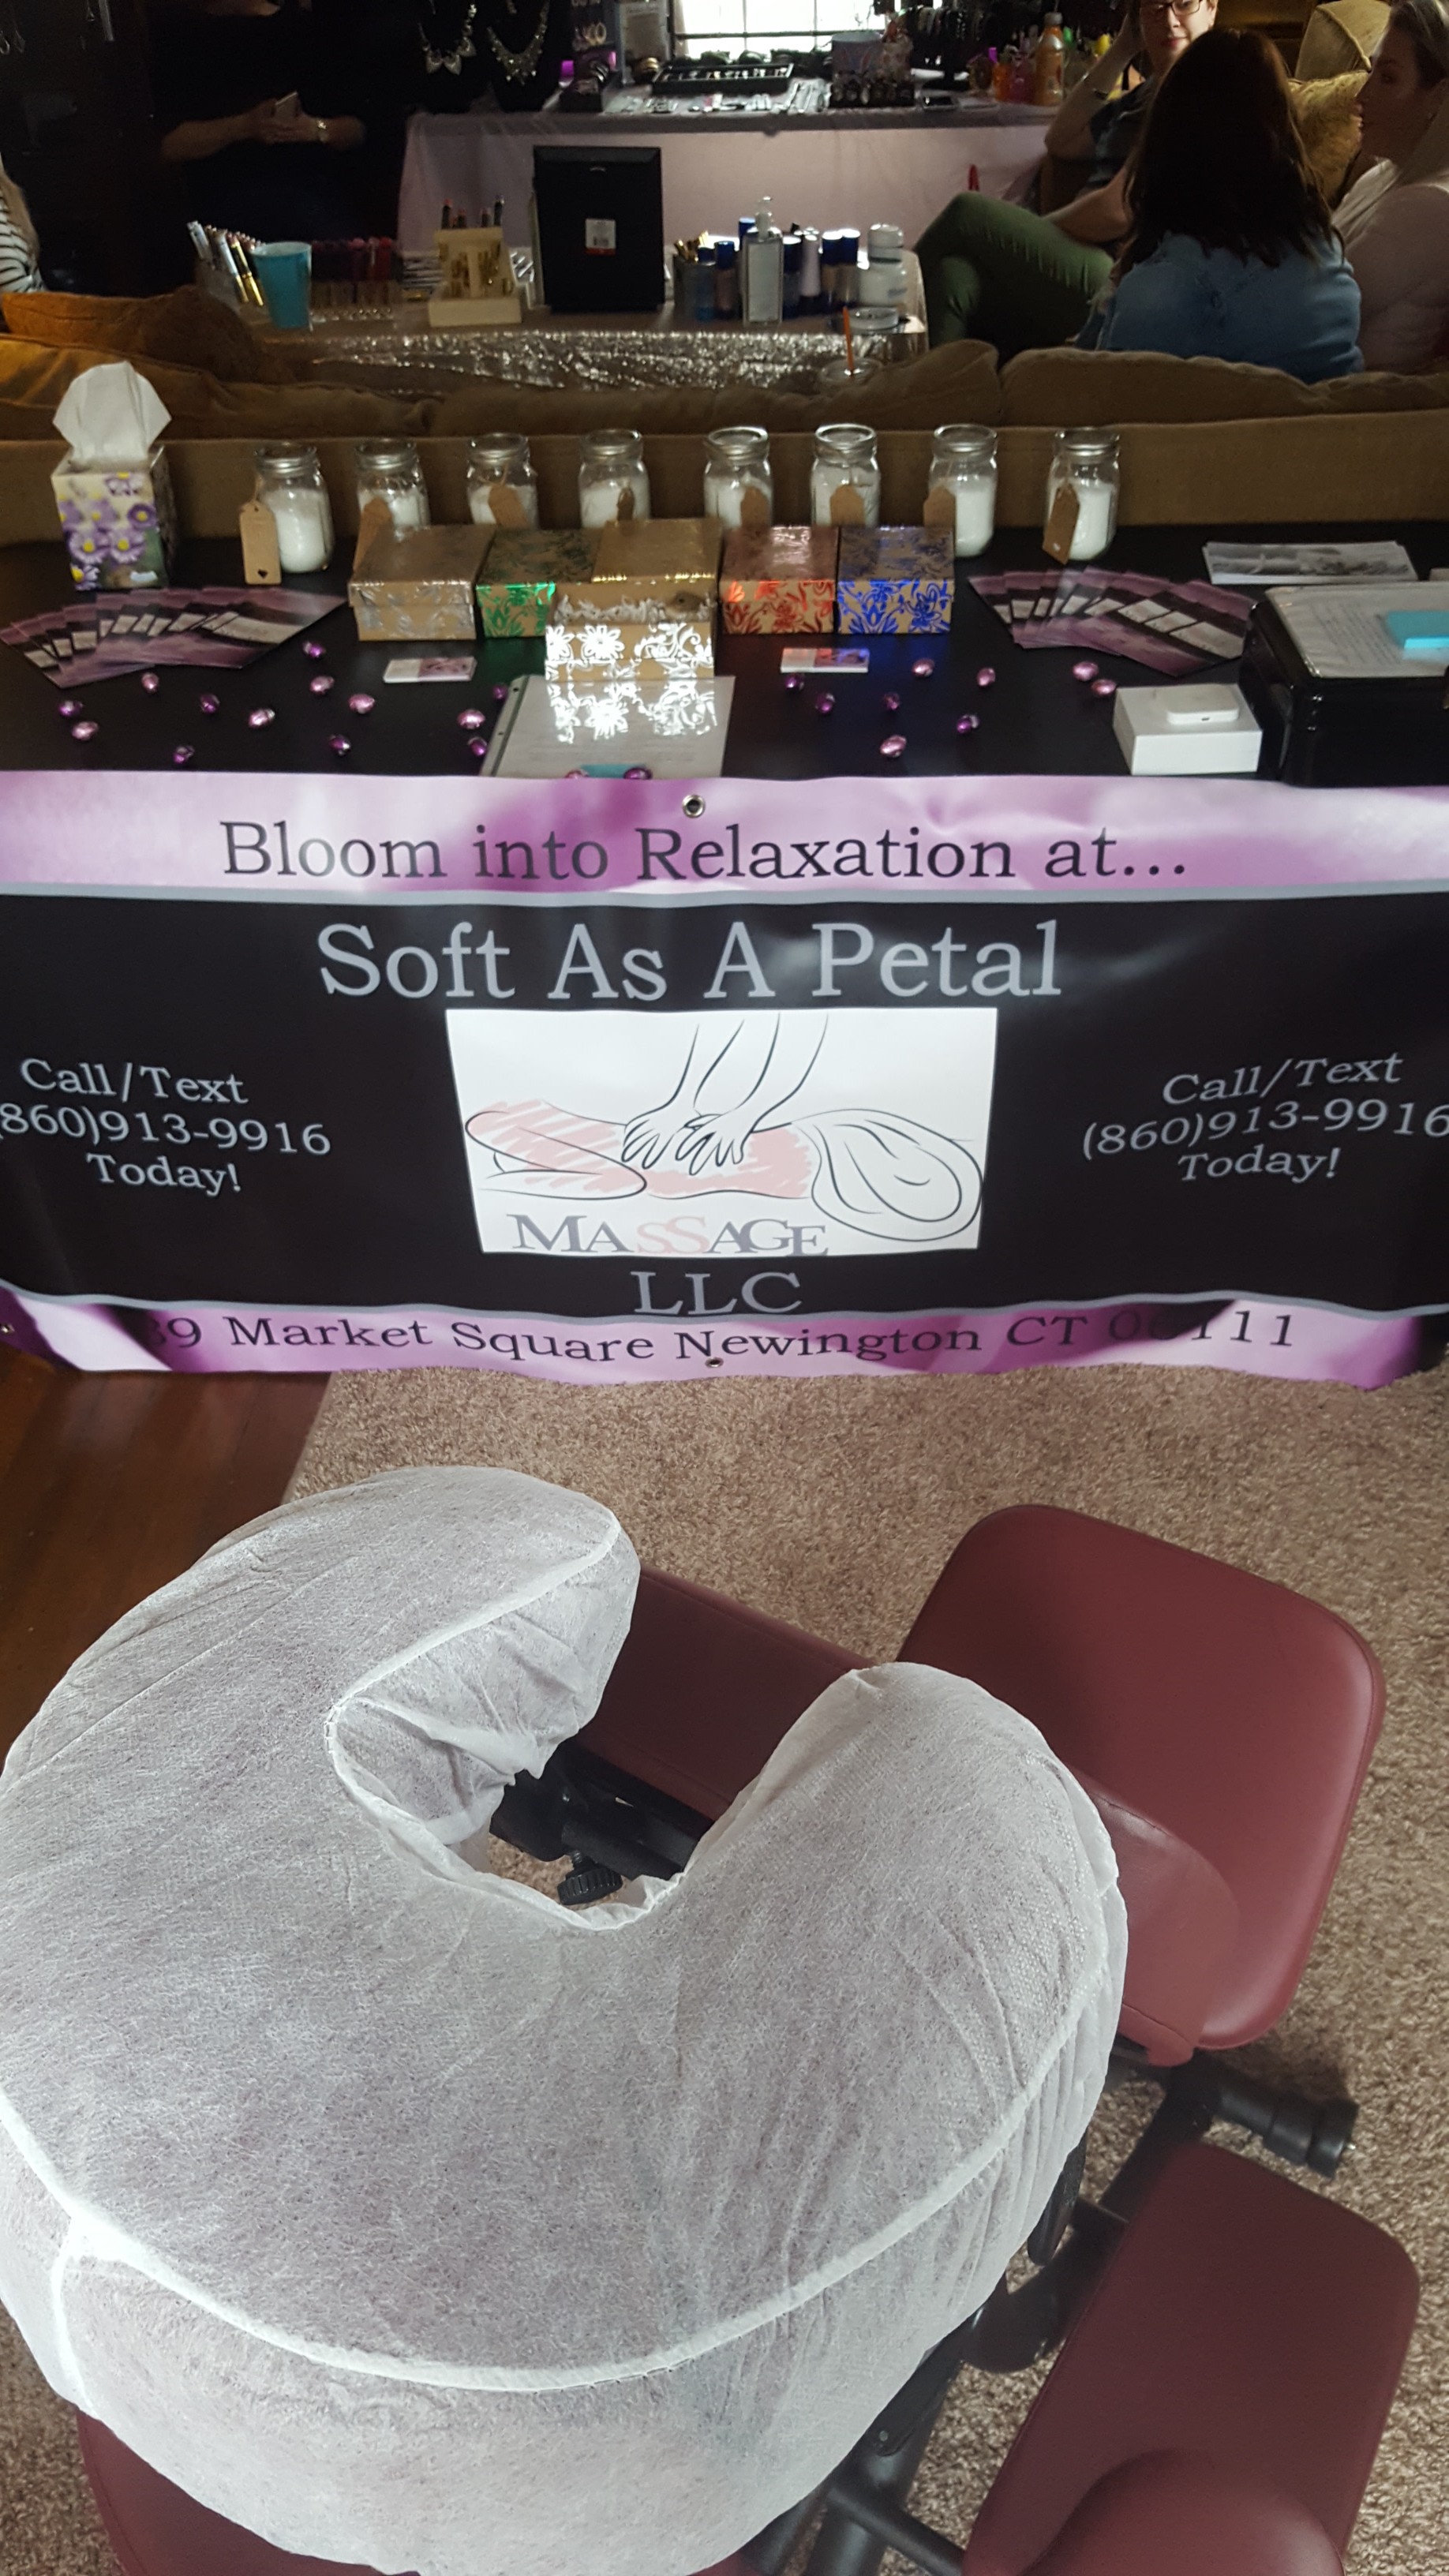 Bloom into Relaxation at...
Soft As A Petal
Call/Text
(860)913-9916
Today!
MASSAGE
LLC
Call/Text
(860)913-9916
Today!
Market Square Newington CT